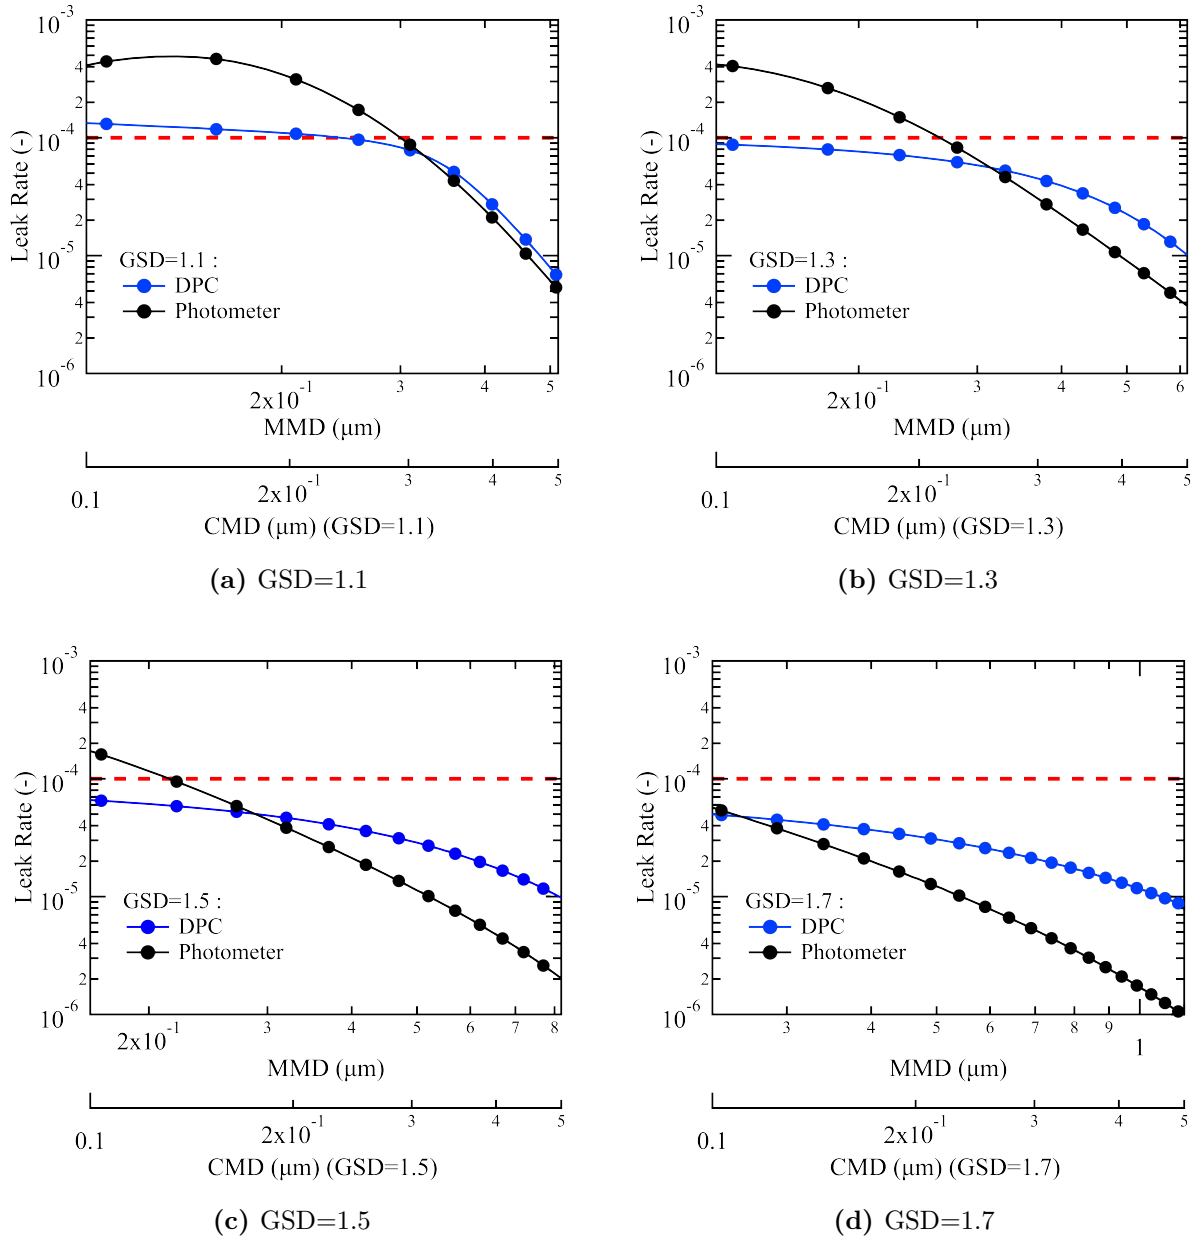 10-3
4
2
10-4
4
2
10-5
4
2
10-6
Leak Rate (-)
GSD=1.1 :
DPC
Photometer
2x10-1
3
4
5
MMD (μm)
0.1
2x10-1
3
4
5
CMD (μm) (GSD=1.1)
(a) GSD=1.1
10-3
4
2
10-4
4
2
10-5
4
2
10-6
Leak Rate (-)
GSD=1.3 :
DPC
Photometer
2x10-1
3
4
5
6
MMD (μm)
0.1
2x10-1
3
4
5
CMD (μm) (GSD=1.3)
(b) GSD=1.3
10-3
4
2
10-4
4
2
10-5
4
2
10-6
Leak Rate (-)
GSD=1.5 :
DPC
Photometer
2x10-1
3
4
5
6
7
8
MMD (μm)
0.1
2x10-1
3
4
5
CMD (μm) (GSD=1.5)
(c) GSD=1.5
10-3
4
2
10-4
4
2
10-5
4
2
10-6
Leak Rate (-)
GSD=1.7 :
DPC
Photometer
3
4
5
6
7
8
9
1
MMD (μm)
0.1
2x10-1
3
4
5
CMD (μm) (GSD=1.7)
(d) GSD=1.7